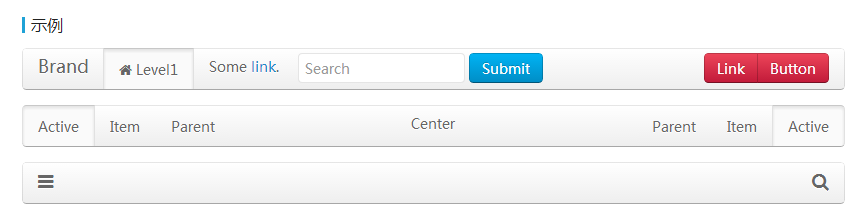 示例
Brand Level1 Some link. Search Submit Link Button
Active Item Parent Center Parent Item Active